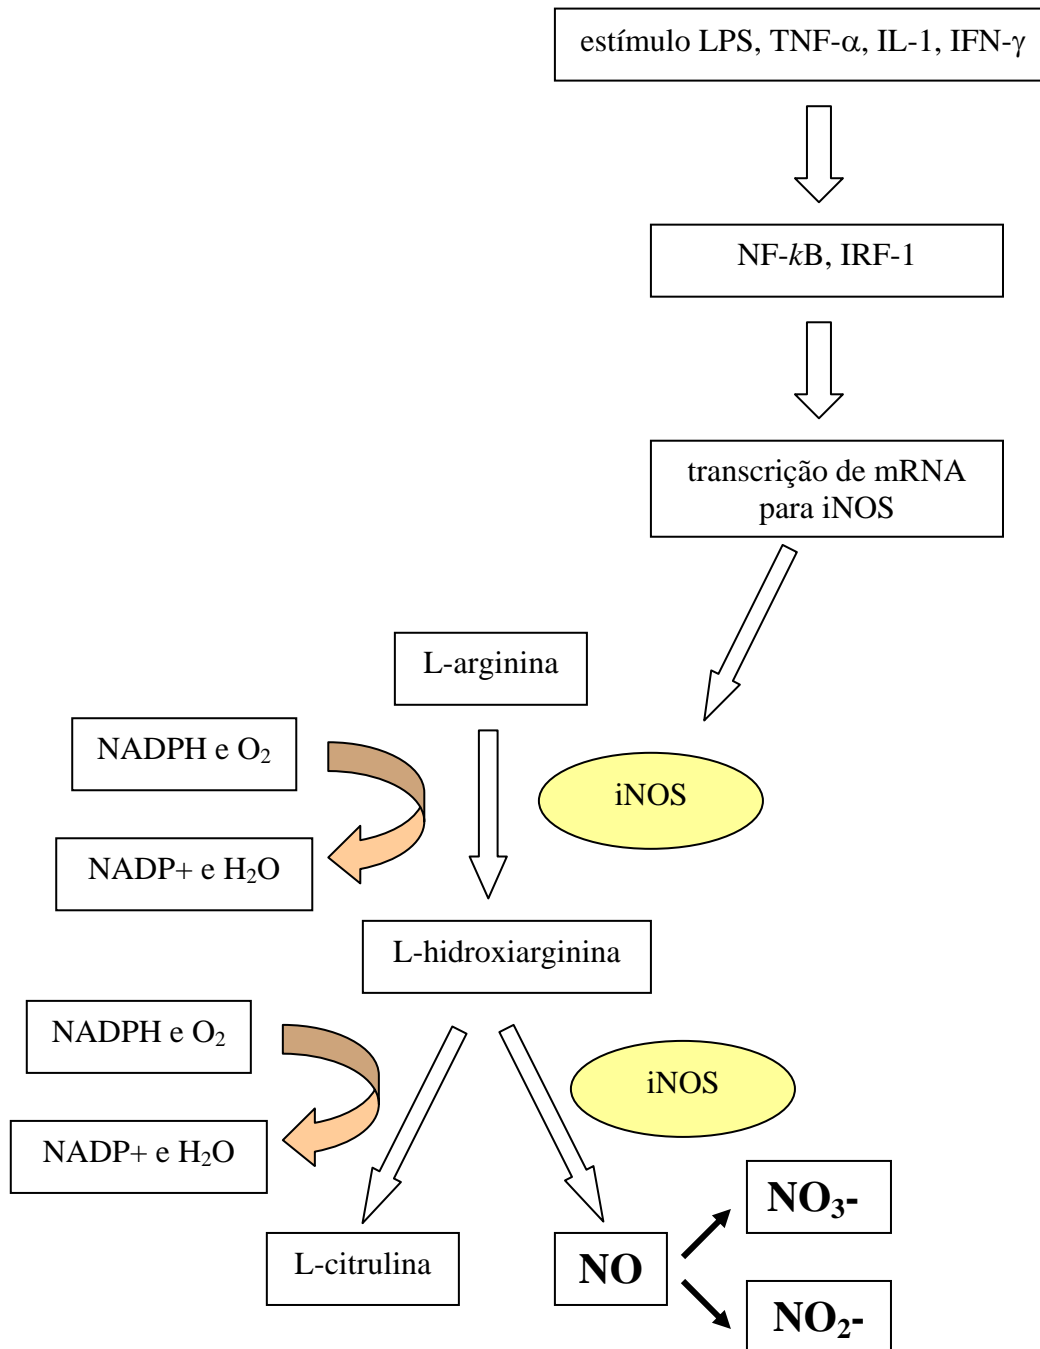 estímulo LPS, TNF-α, IL-1, IFN-γ
NF-kB, IRF-1
transcrição de mRNA
para iNOS
L-arginina
NADPH e O₂
iNOS
NADP+ e H₂O
L-hidroxiarginina
NADPH e O₂
iNOS
NADP+ e H₂O
NO₃-
L-citrulina
NO
NO₂-